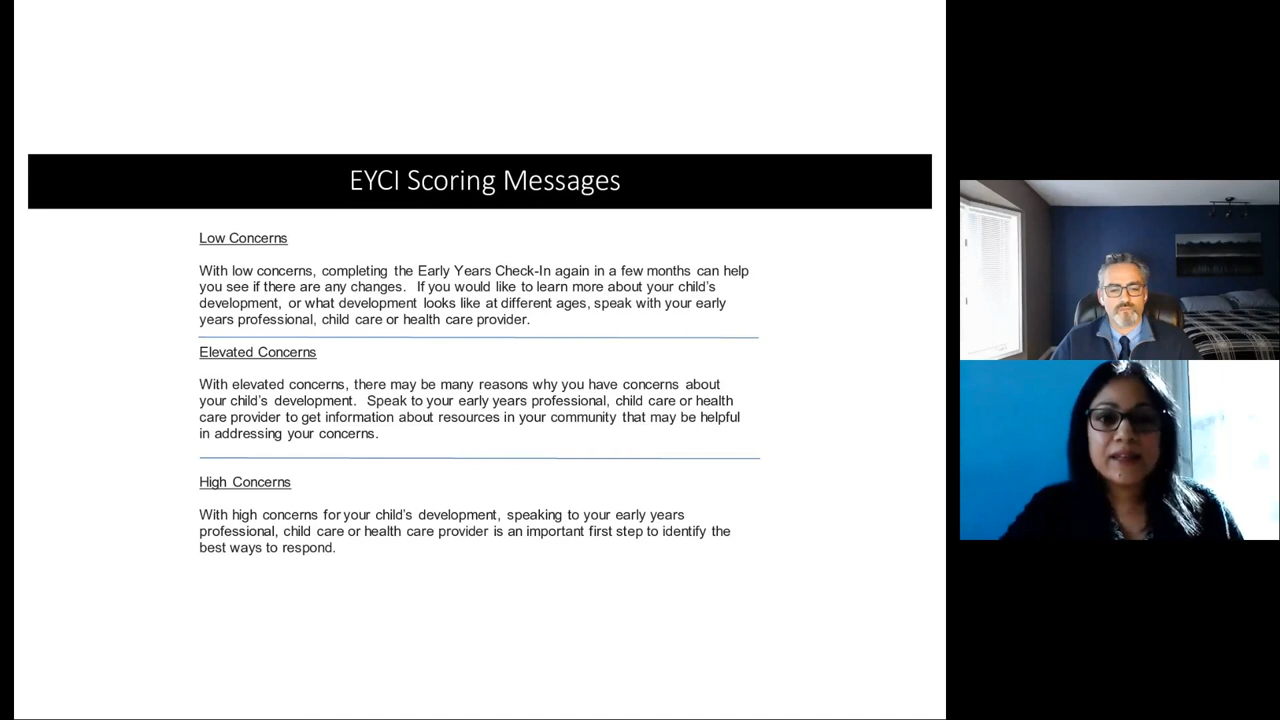 EYCI Scoring Messages
Low Concerns
With low concerns, completing the Early Years Check-In again in a few months can help
you see if there are any changes. If you would like to learn more about your child's
development, or what development looks like at different ages, speak with your early
years professional, child care or health care provider.
Elevated Concerns
With elevated concerns, there may be many reasons why you have concerns about
your child's development. Speak to your early years professional, child care or health
care provider to get information about resources in your community that may be helpful
in addressing your concerns.
High Concerns
With high concerns for your child's development, speaking to your early years
professional, child care or health care provider is an important first step to identify the
best ways to respond.